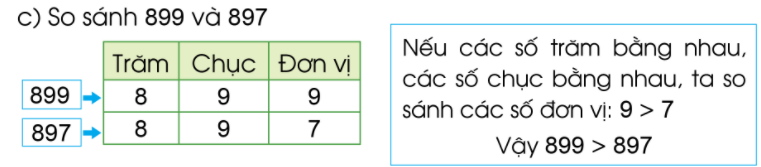 c) So sánh 899 và 897
Trăm Chục Đơn vị
899 8 9 9
897 8 9 7
Nếu các số trăm bằng nhau,
các số chục bằng nhau, ta so
sánh các số đơn vị: 9 > 7
Vậy 899 > 897